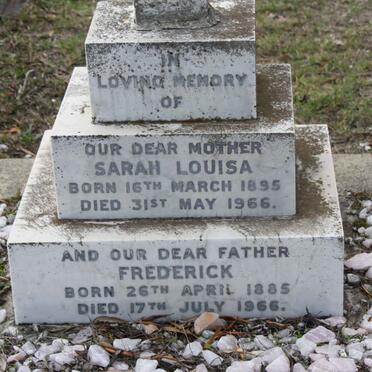 IN
LOVING MEMORY
OF
OUR DEAR MOTHER
SARAH LOUISA
BORN 16TH MARCH 1895
DIED 31ST MAY 1966.
AND OUR DEAR FATHER
FREDERICK
BORN 26TH APRIL 1885
DIED 17TH JULY 1966.